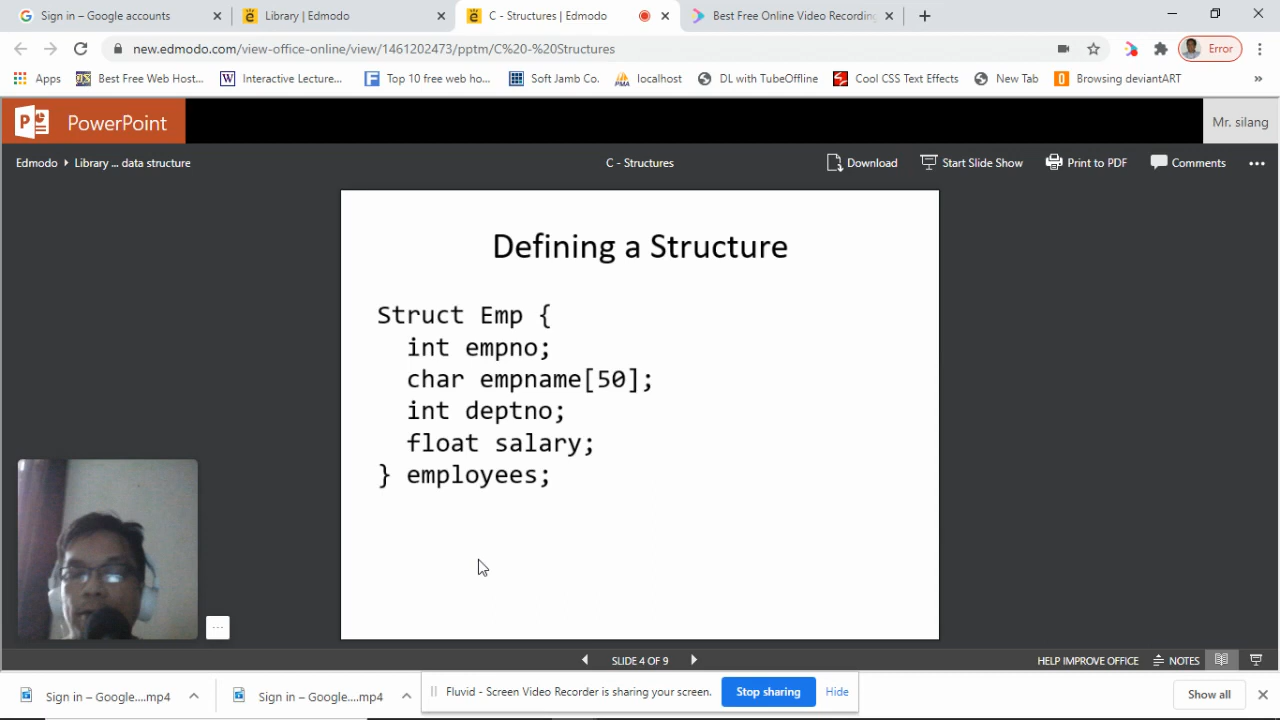 Sign in – Google accounts
Library | Edmodo
C - Structures | Edmodo
Best Free Online Video Recording
new.edmodo.com/view-office-online/view/1461202473/pptm/C%20-%20Structures
Error
Apps
Best Free Web Host...
Interactive Lecture...
Top 10 free web ho...
Soft Jamb Co.
localhost
DL with TubeOffline
Cool CSS Text Effects
New Tab
Browsing deviantART
»
PowerPoint
Mr. silang
Edmodo
Library ... data structure
C - Structures
Download
Start Slide Show
Print to PDF
Comments
Defining a Structure
Struct Emp {
int empno;
char empname[50];
int deptno;
float salary;
} employees;
SLIDE 4 OF 9
HELP IMPROVE OFFICE
NOTES
Sign in – Google....mp4
Sign in – Google....mp4
Fluvid - Screen Video Recorder is sharing your screen.
Stop sharing
Hide
Show all